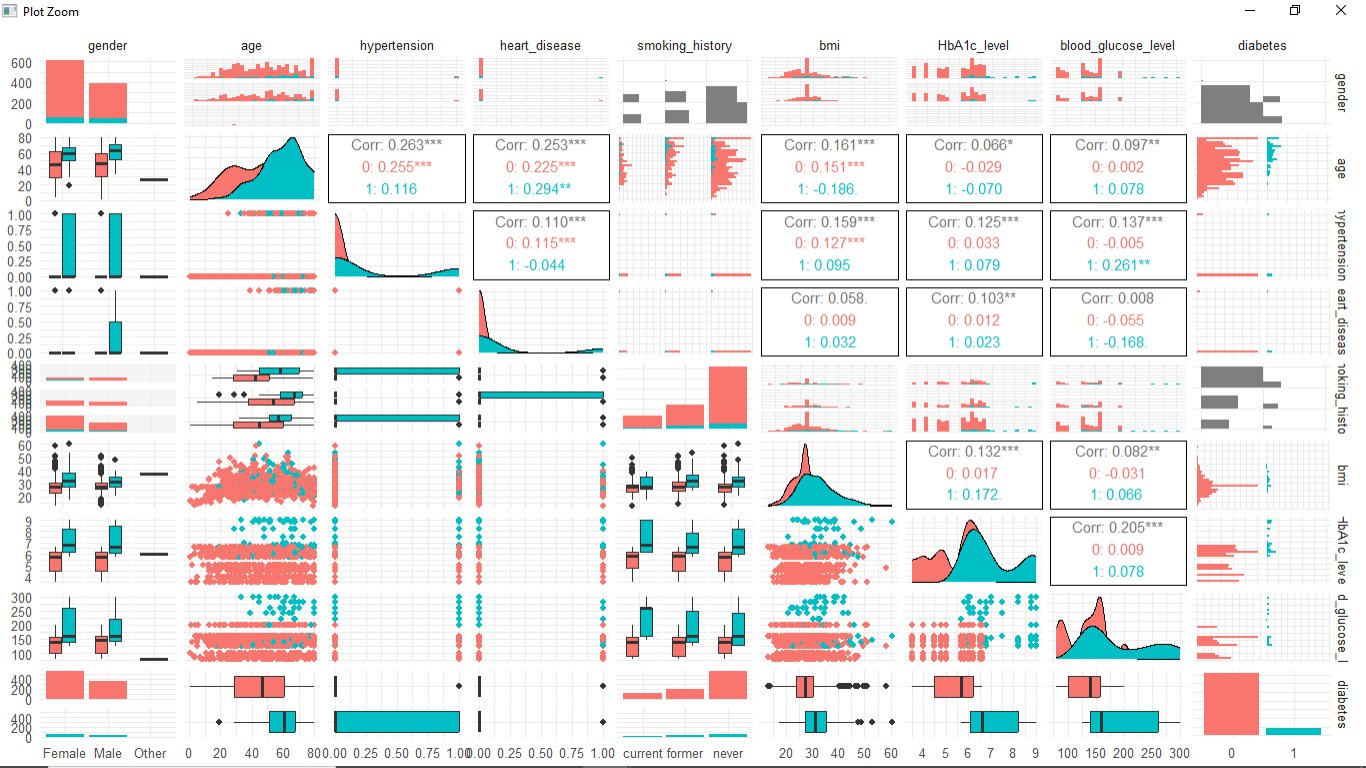 Plot Zoom
gender age hypertension heart_disease smoking_history bmi HbA1c_level blood_glucose_level diabetes
600
400
200
0
gender
80
60
40
20
0
Corr: 0.263*** Corr: 0.253*** Corr: 0.161*** Corr: 0.066* Corr: 0.097**
0: 0.255*** 0: 0.225*** 0: 0.151*** 0: -0.029 0: 0.002
1: 0.116 1: 0.294** 1: -0.186. 1: -0.070 1: 0.078
age
1.00
0.75
0.50
0.25
0.00
Corr: 0.110*** Corr: 0.159*** Corr: 0.125*** Corr: 0.137***
0: 0.115*** 0: 0.127*** 0: 0.033 0: -0.005
1: -0.044 1: 0.095 1: 0.079 1: 0.261**
ypertension
1.00
0.75
0.50
0.25
0.00
Corr: 0.058. Corr: 0.103** Corr: 0.008
0: 0.009 0: 0.012 0: -0.055
1: 0.032 1: 0.023 1: -0.168.
eart_diseas
oking_histo
60
50
40
30
20
Corr: 0.132*** Corr: 0.082**
0: 0.017 0: -0.031
1: 0.172. 1: 0.066
bmi
9
8
7
6
5
4
Corr: 0.205***
0: 0.009
1: 0.078
HbA1c_leve
300
250
200
150
100
d_glucose_l
400
200
0
400
200
0
diabetes
Female Male Other 0 20 40 60 80 0.00 0.25 0.50 0.75 1.00 0.00 0.25 0.50 0.75 1.00 current former never 20 30 40 50 60 4 5 6 7 8 9 100 150 200 250 300 0 1